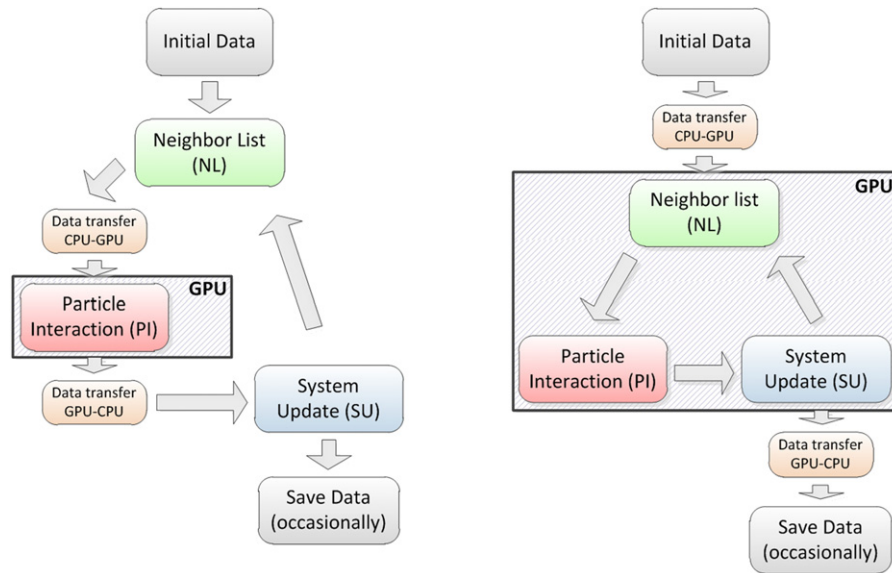 Initial Data
Neighbor List
(NL)
Data transfer
CPU-GPU
GPU
Particle
Interaction (PI)
Data transfer
GPU-CPU
System
Update (SU)
Save Data
(occasionally)
Initial Data
Data transfer
CPU-GPU
GPU
Neighbor list
(NL)
Particle
Interaction (PI)
System
Update (SU)
Data transfer
GPU-CPU
Save Data
(occasionally)